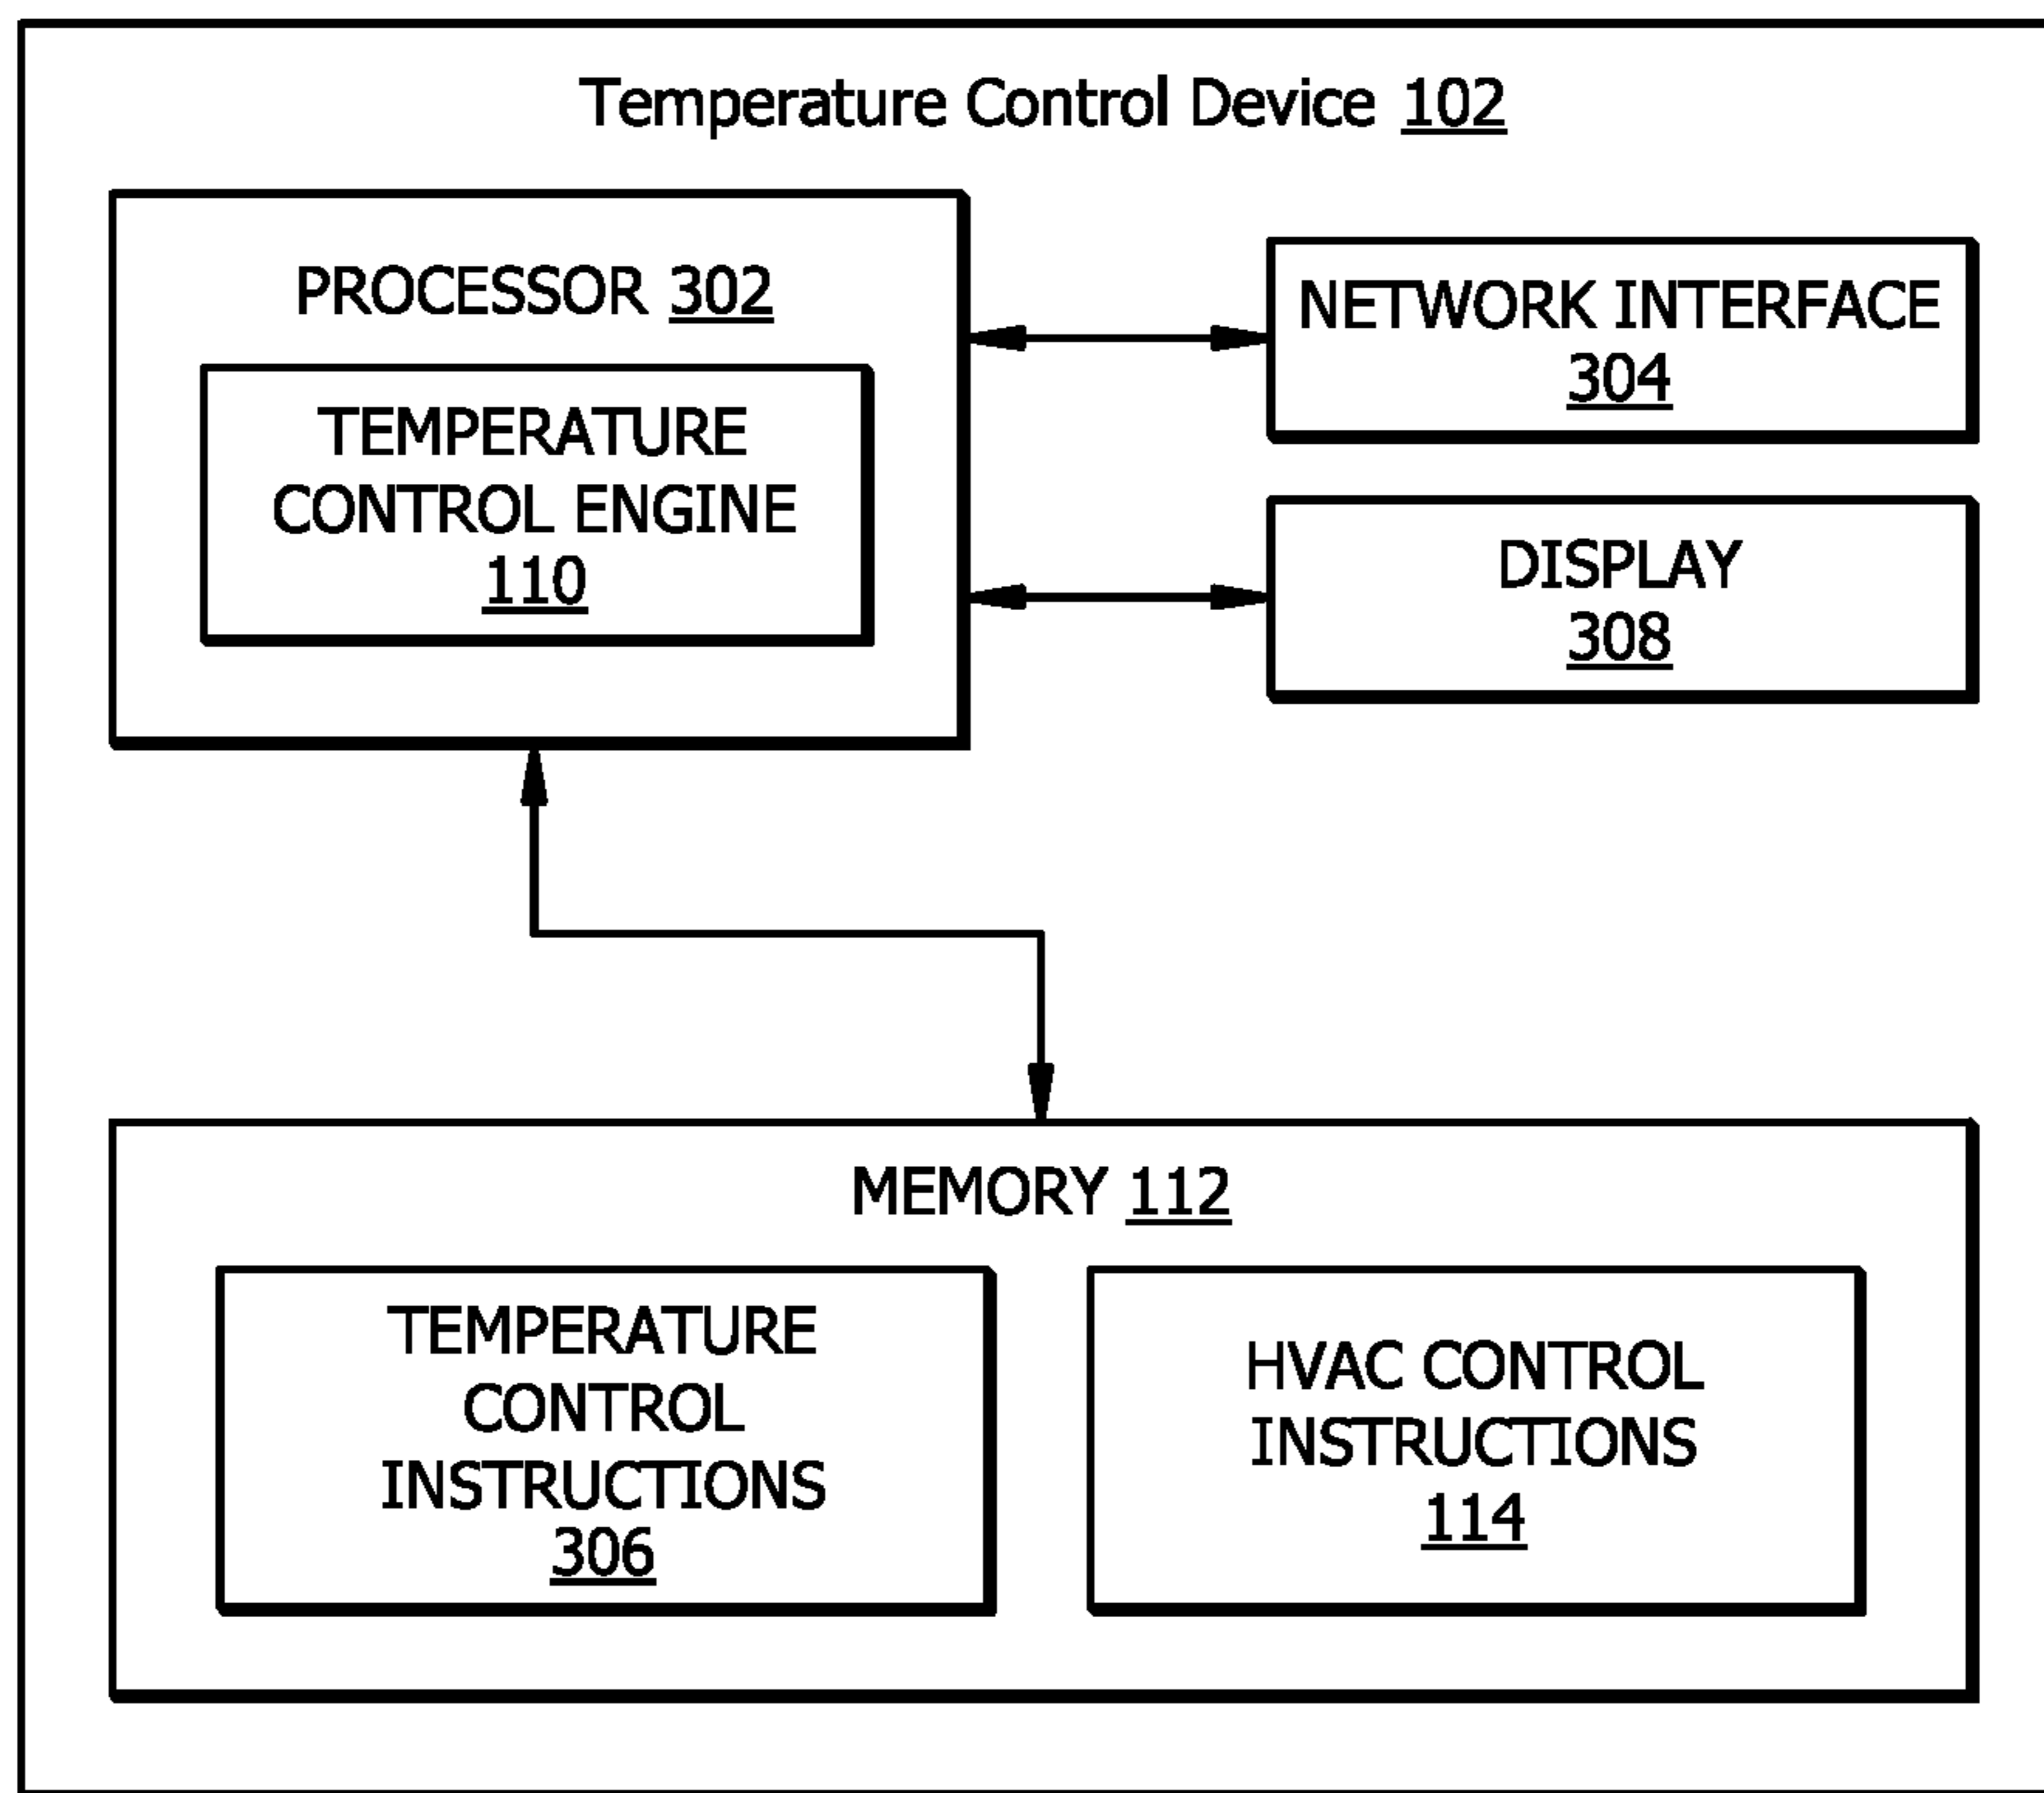 Temperature Control Device 102
PROCESSOR 302
TEMPERATURE
CONTROL ENGINE
110
NETWORK INTERFACE
304
DISPLAY
308
MEMORY 112
TEMPERATURE
CONTROL
INSTRUCTIONS
306
HVAC CONTROL
INSTRUCTIONS
114